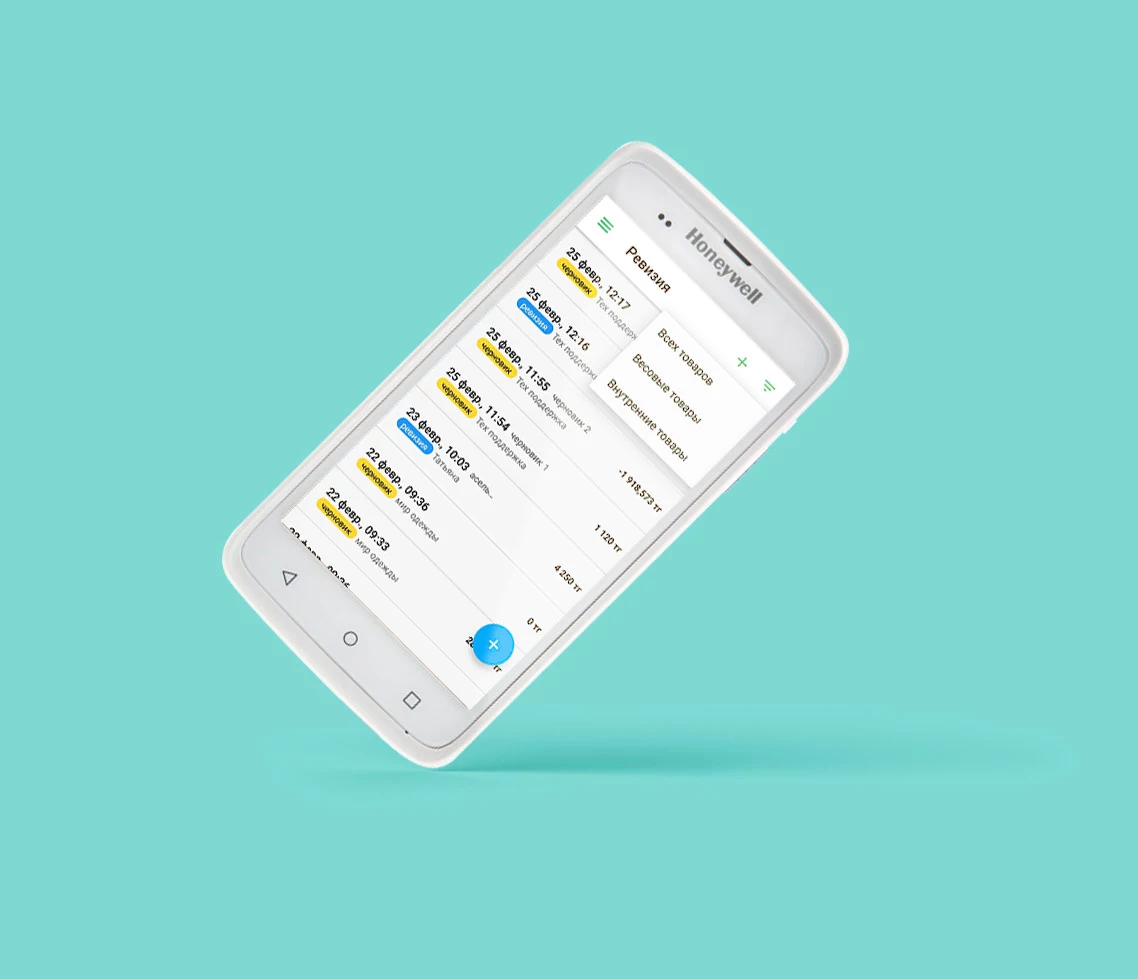 Honeywell
Ревизия
Всех товаров
Весовые товары
Внутренние товары
25 февр., 12:17
черновик Тех поддерж
25 февр., 12:16
ревизия Тех поддержк
-1 918,573 тг
25 февр., 11:55 черновик 2
черновик Тех поддержка
1 120 тг
25 февр., 11:54 черновик 1
черновик Тех поддержка
4 250 тг
23 февр., 10:03 асель...
ревизия Татьяна
0 тг
22 февр., 09:36
черновик мир одежды
тг
22 февр., 09:33
черновик мир одежды